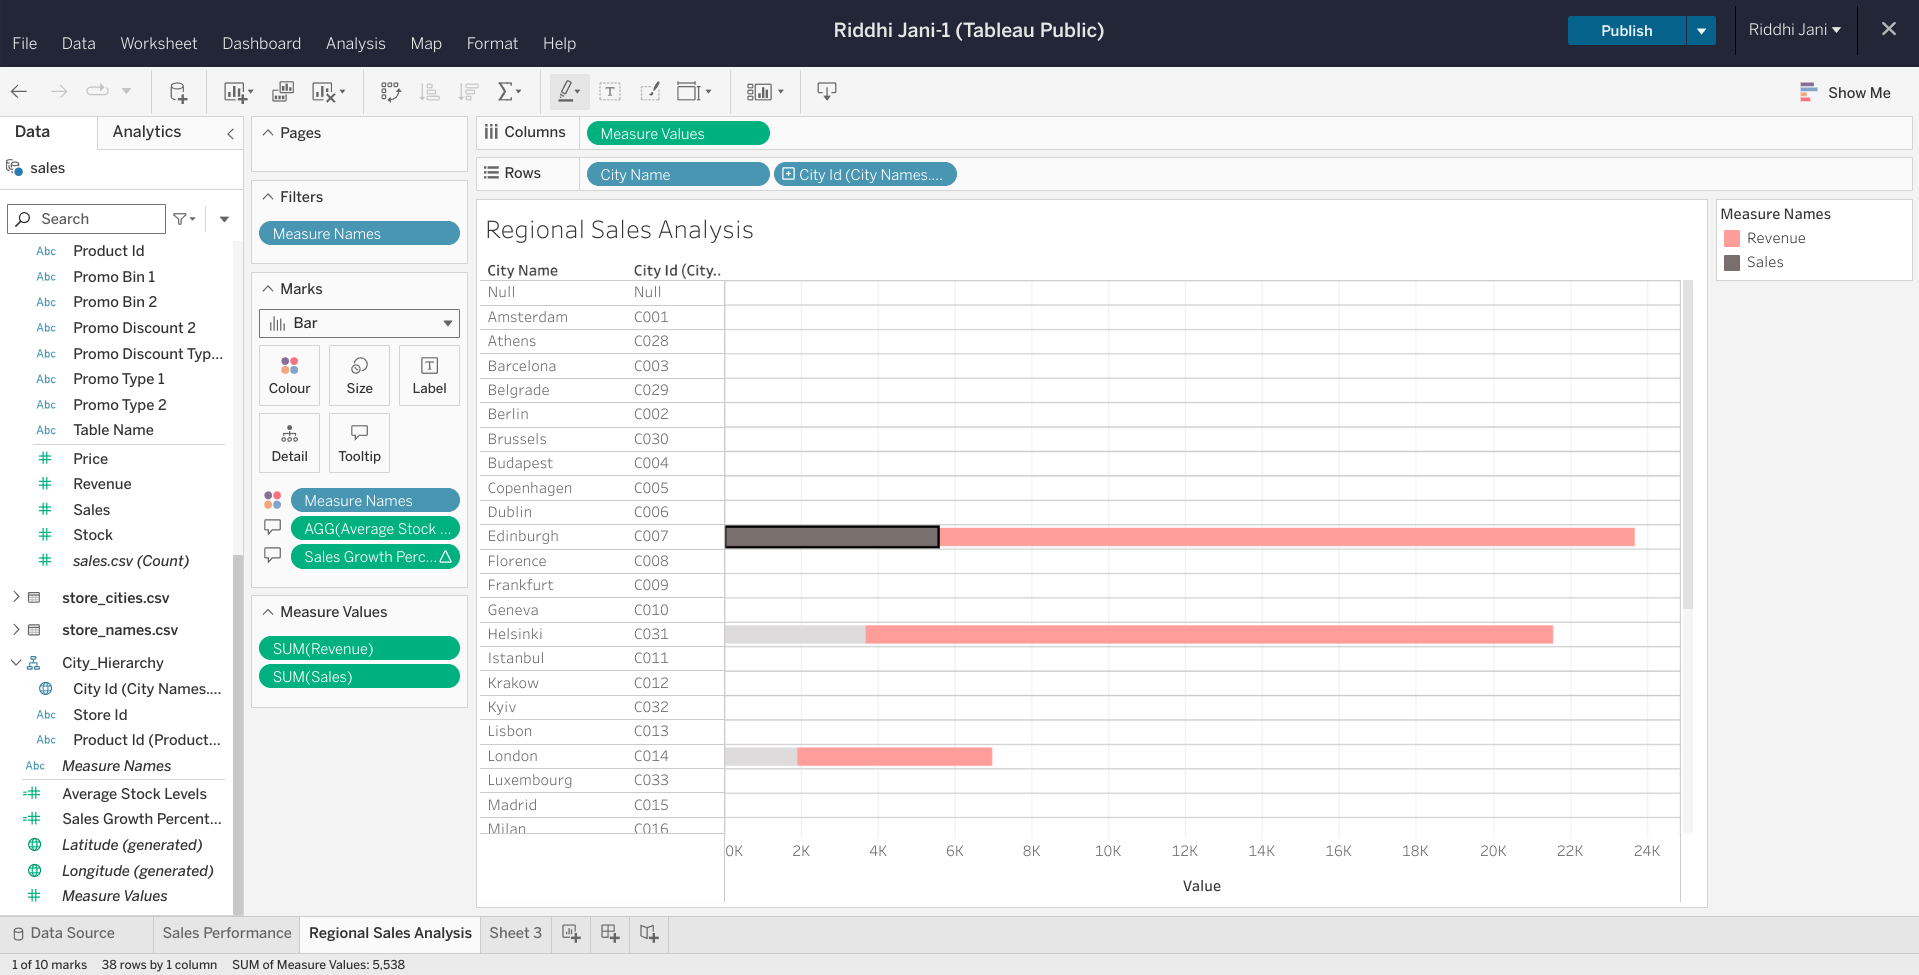 Riddhi Jani-1 (Tableau Public)
File Data Worksheet Dashboard Analysis Map Format Help
Publish
Riddhi Jani
Show Me
Data
Analytics
sales
Search
Abc Product Id
Abc Promo Bin 1
Abc Promo Bin 2
Abc Promo Discount 2
Abc Promo Discount Typ...
Abc Promo Type 1
Abc Promo Type 2
Abc Table Name
Price
Revenue
Sales
Stock
sales.csv (Count)
store_cities.csv
store_names.csv
City_Hierarchy
City Id (City Names....
Abc Store Id
Abc Product Id (Product...
Abc Measure Names
Average Stock Levels
Sales Growth Percent...
Latitude (generated)
Longitude (generated)
Measure Values
Pages
Filters
Measure Names
Marks
Bar
Colour Size Label
Detail Tooltip
Measure Names
AGG(Average Stock ...
Sales Growth Perc...
Measure Values
SUM(Revenue)
SUM(Sales)
Columns Measure Values
Rows City Name City Id (City Names....
Regional Sales Analysis
City Name City Id (City..
Null Null
Amsterdam C001
Athens C028
Barcelona C003
Belgrade C029
Berlin C002
Brussels C030
Budapest C004
Copenhagen C005
Dublin C006
Edinburgh C007
Florence C008
Frankfurt C009
Geneva C010
Helsinki C031
Istanbul C011
Krakow C012
Kyiv C032
Lisbon C013
London C014
Luxembourg C033
Madrid C015
Milan C016
0K 2K 4K 6K 8K 10K 12K 14K 16K 18K 20K 22K 24K
Value
Measure Names
Revenue
Sales
Data Source Sales Performance Regional Sales Analysis Sheet 3
1 of 10 marks 38 rows by 1 column SUM of Measure Values: 5,538